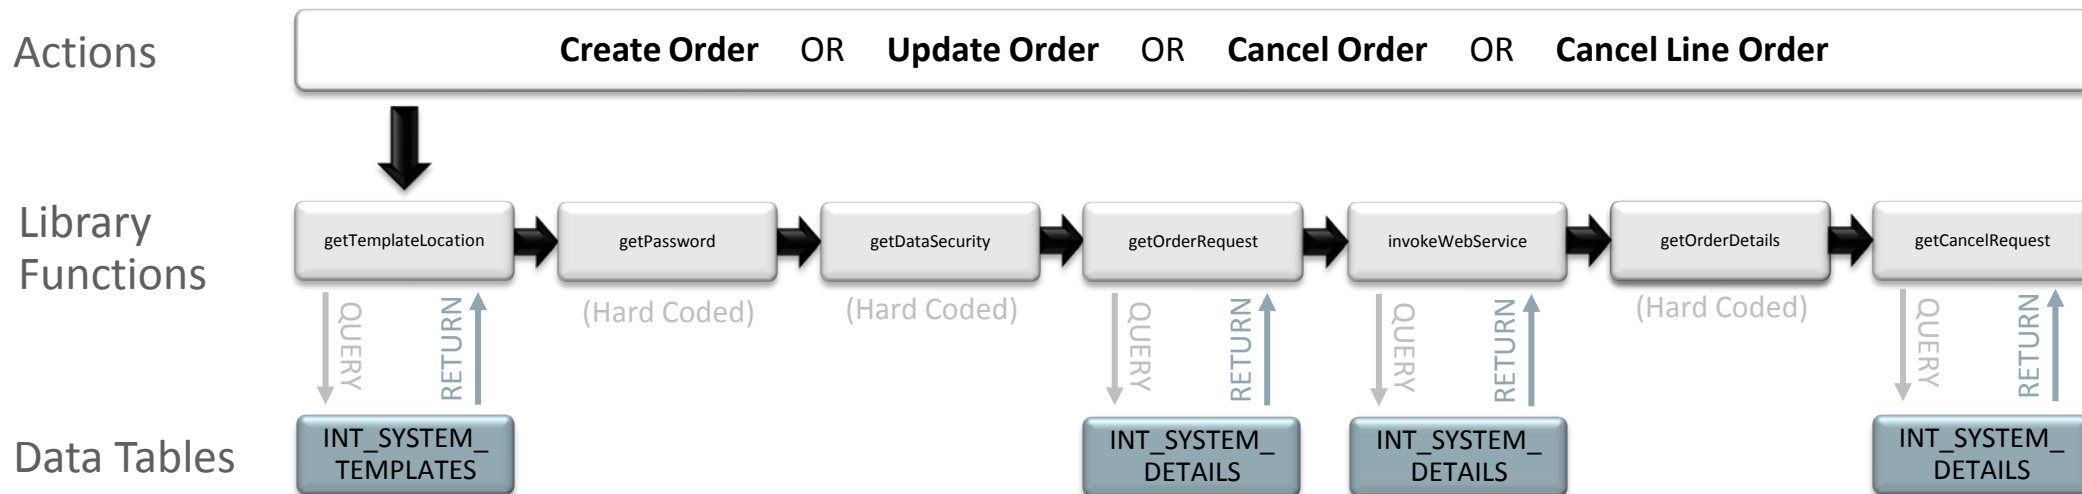 Actions
Create Order OR Update Order OR Cancel Order OR Cancel Line Order
Library
Functions
getTemplateLocation
getPassword
getDataSecurity
getOrderRequest
invokeWebService
getOrderDetails
getCancelRequest
QUERY
RETURN
(Hard Coded)
(Hard Coded)
QUERY
RETURN
QUERY
RETURN
(Hard Coded)
QUERY
RETURN
Data Tables
INT_SYSTEM_
TEMPLATES
INT_SYSTEM_
DETAILS
INT_SYSTEM_
DETAILS
INT_SYSTEM_
DETAILS